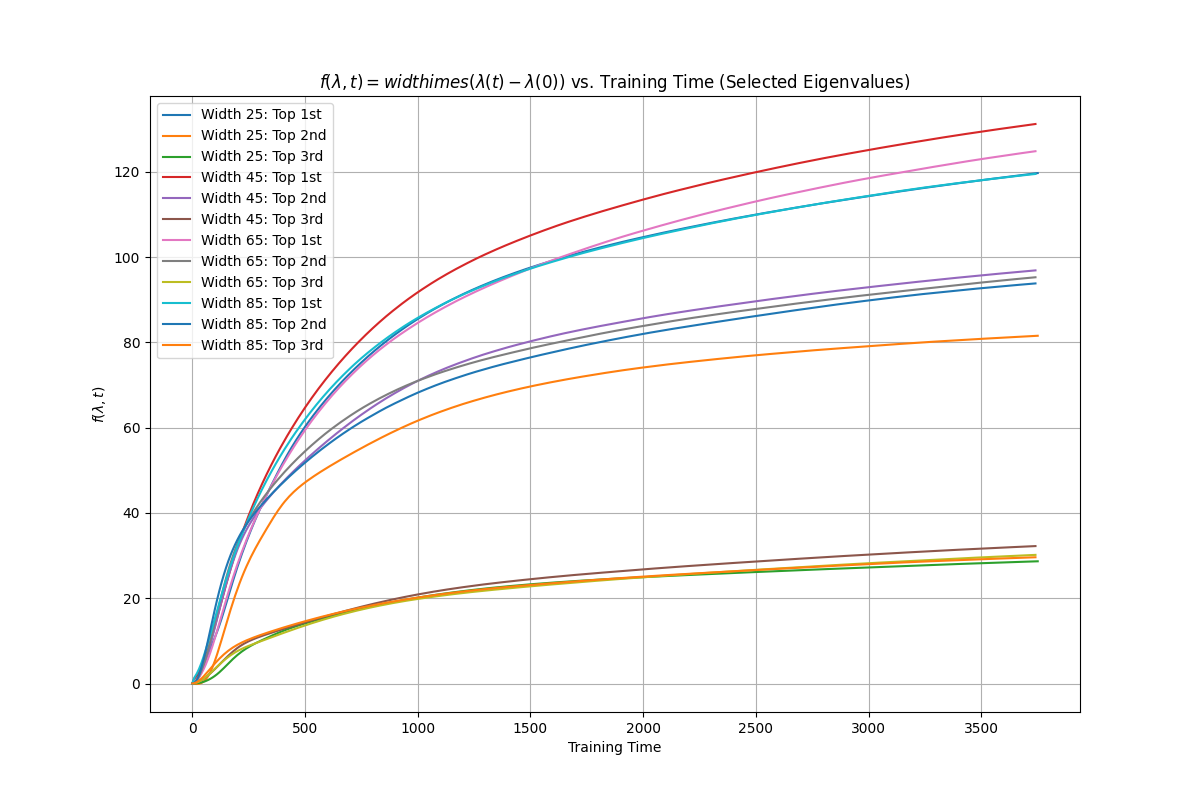 f(λ, t) = widthimes(λ(t) − λ(0)) vs. Training Time (Selected Eigenvalues)
Width 25: Top 1st
Width 25: Top 2nd
Width 25: Top 3rd
Width 45: Top 1st
Width 45: Top 2nd
Width 45: Top 3rd
Width 65: Top 1st
Width 65: Top 2nd
Width 65: Top 3rd
Width 85: Top 1st
Width 85: Top 2nd
Width 85: Top 3rd
120
100
80
60
40
20
0
f(λ, t)
0 500 1000 1500 2000 2500 3000 3500
Training Time